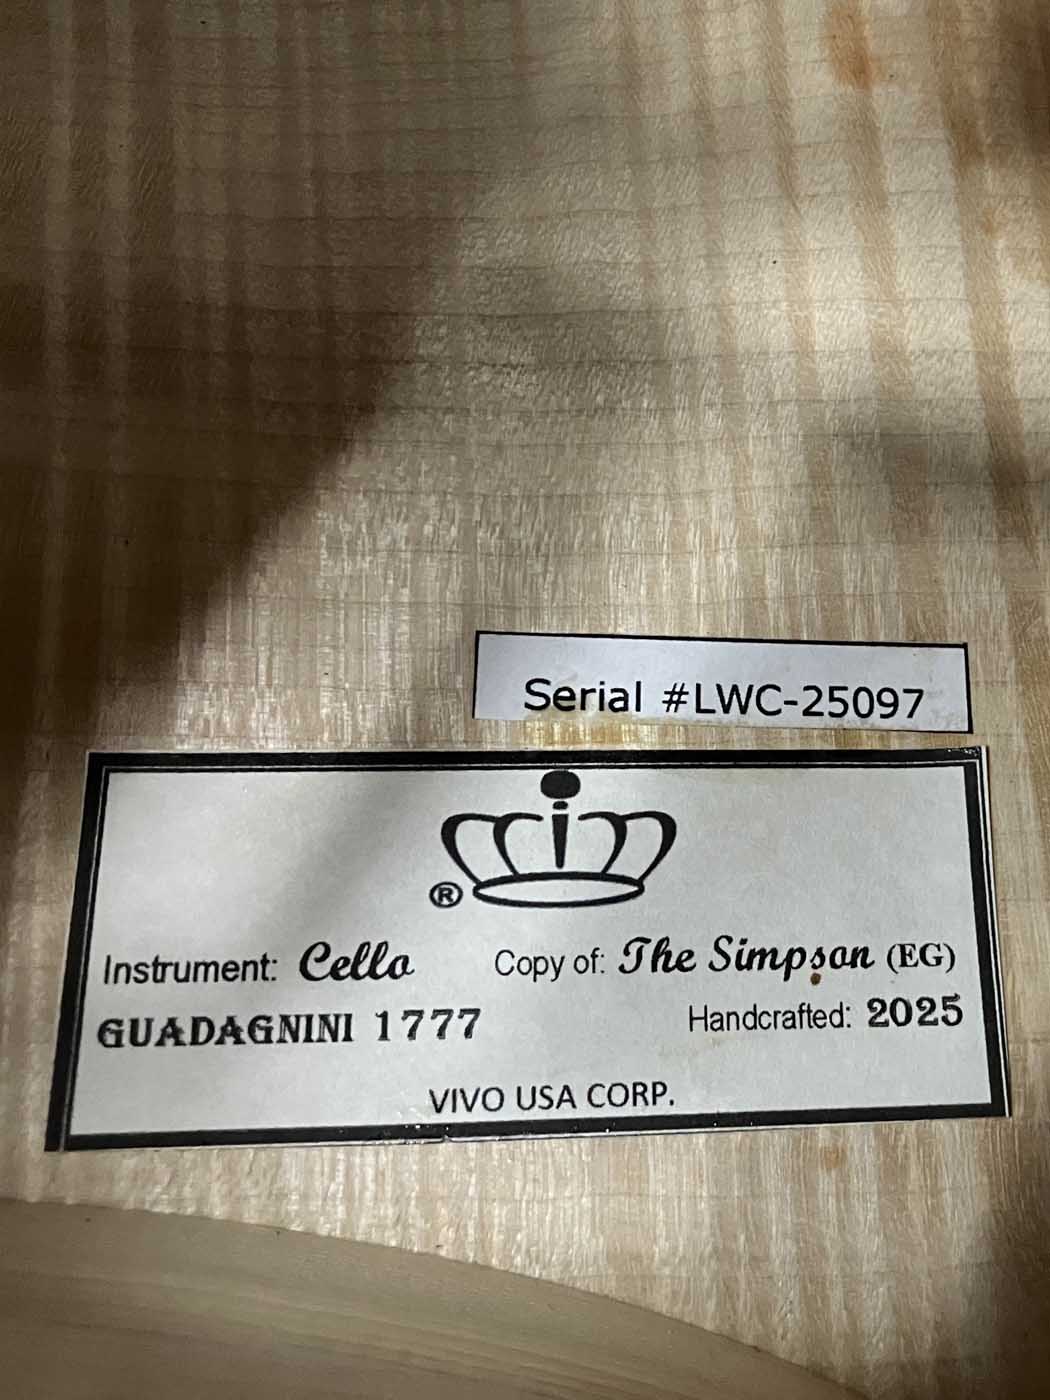 Serial #LWC-25097
®
Instrument: Cello Copy of: The Simpson (EG)
GUADAGNINI 1777 Handcrafted: 2025
VIVO USA CORP.